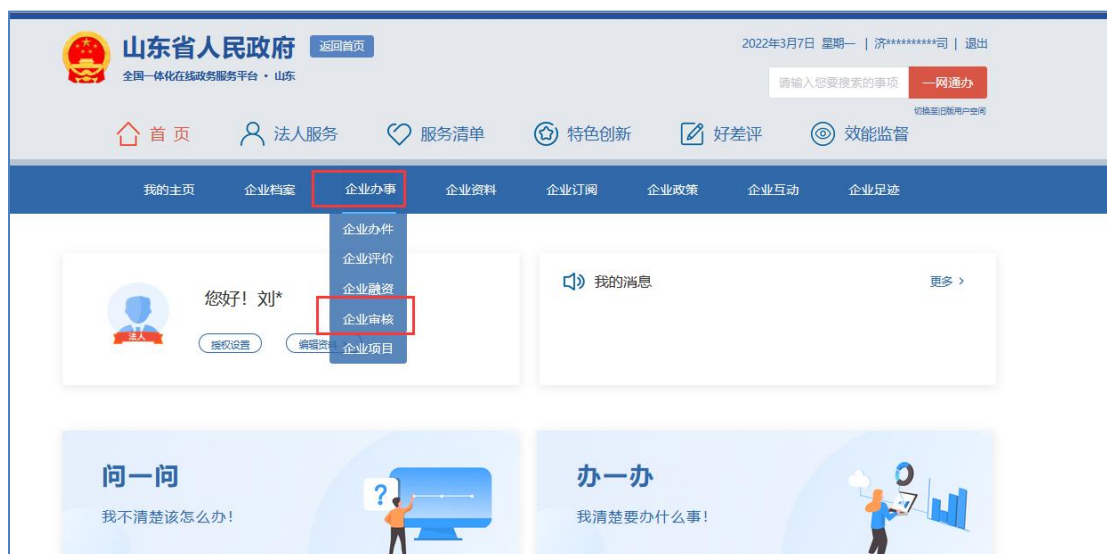 山东省人民政府 返回首页
2022年3月7日 星期一 | 济**********司 | 退出
全国一体化在线政务服务平台·山东
请输入您要搜索的事项 一网通办
切换至旧版用户空间
首页 法人服务 服务清单 特色创新 好差评 效能监督
我的主页 企业档案 企业办事 企业资料 企业订阅 企业政策 企业互动 企业足迹
企业办件
企业评价
企业融资
企业审核
企业项目
您好！刘*
法人
授权设置 编辑资
我的消息 更多 >
问一问
我不清楚该怎么办！
办一办
我清楚要办什么事！